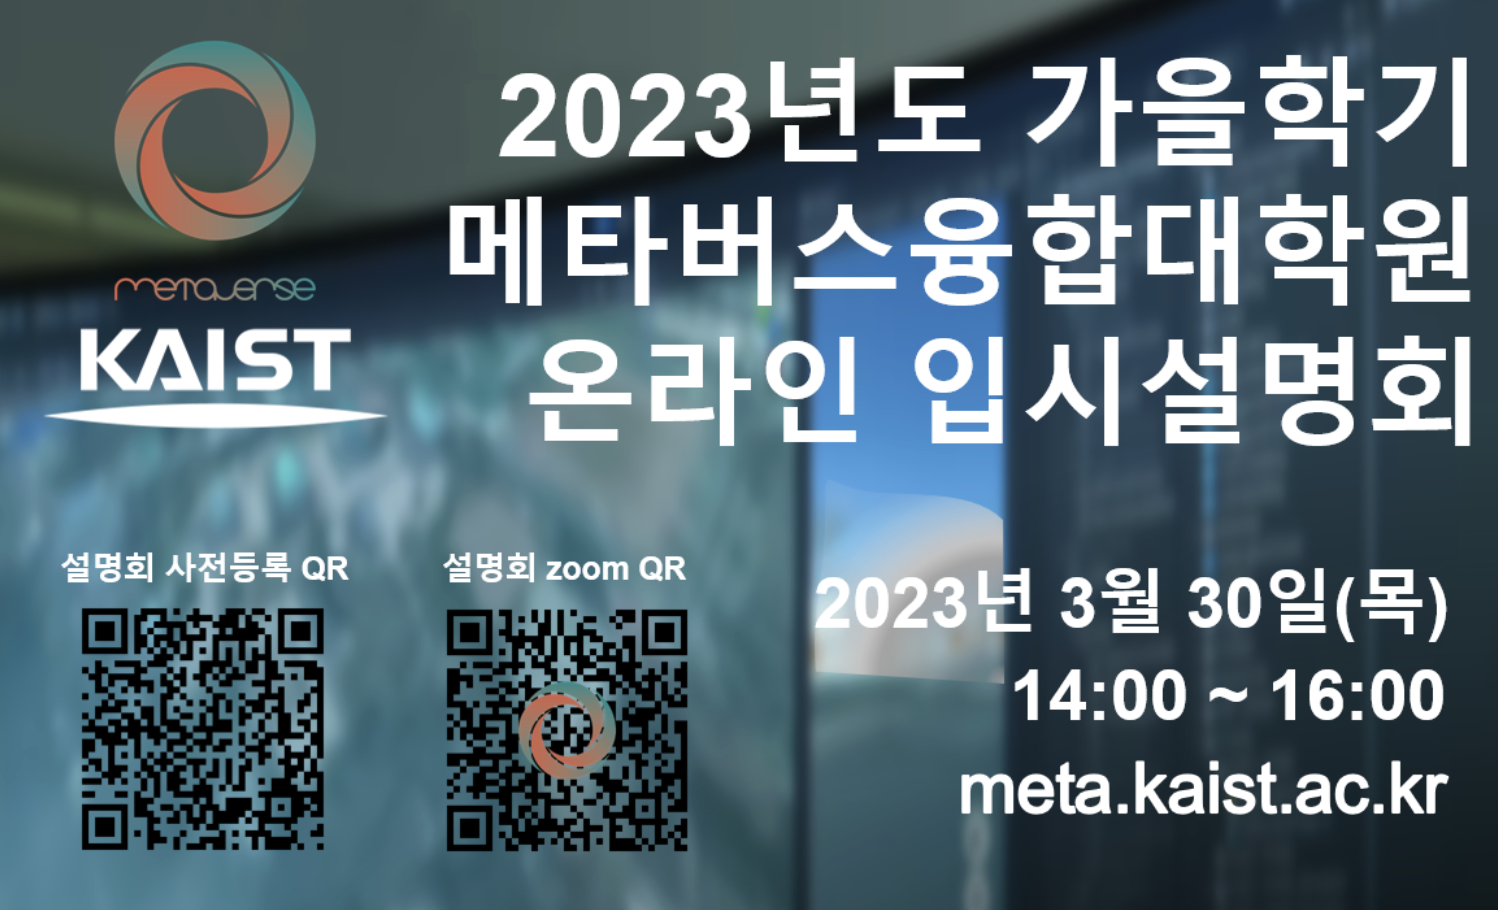 metaverse
KAIST
2023년도 가을학기
메타버스융합대학원
온라인 입시설명회
설명회 사전등록 QR
설명회 zoom QR
2023년 3월 30일(목)
14:00 ~ 16:00
meta.kaist.ac.kr